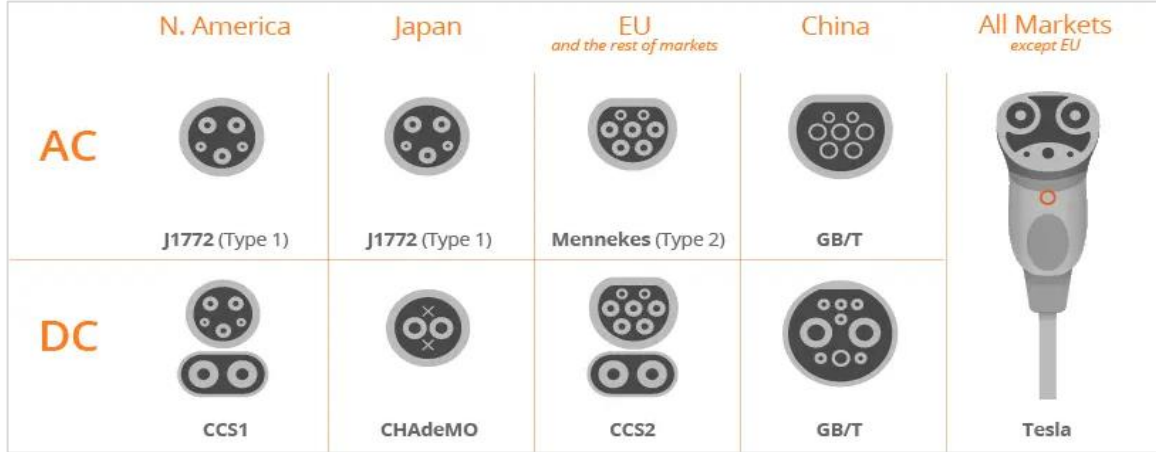 N. America
Japan
EU
and the rest of markets
China
All Markets
except EU
AC
J1772 (Type 1)
J1772 (Type 1)
Mennekes (Type 2)
GB/T
DC
CCS1
CHAdeMO
CCS2
GB/T
Tesla